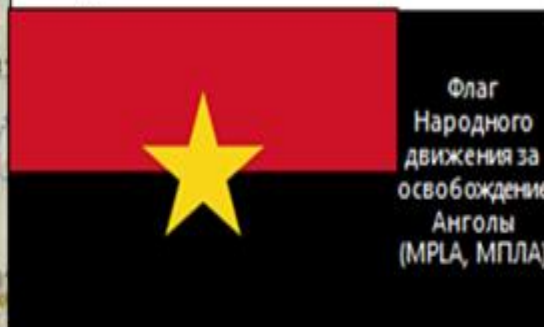 Флаг
Народного
движения за
освобождение
Анголы
(MPLA, МПЛА)